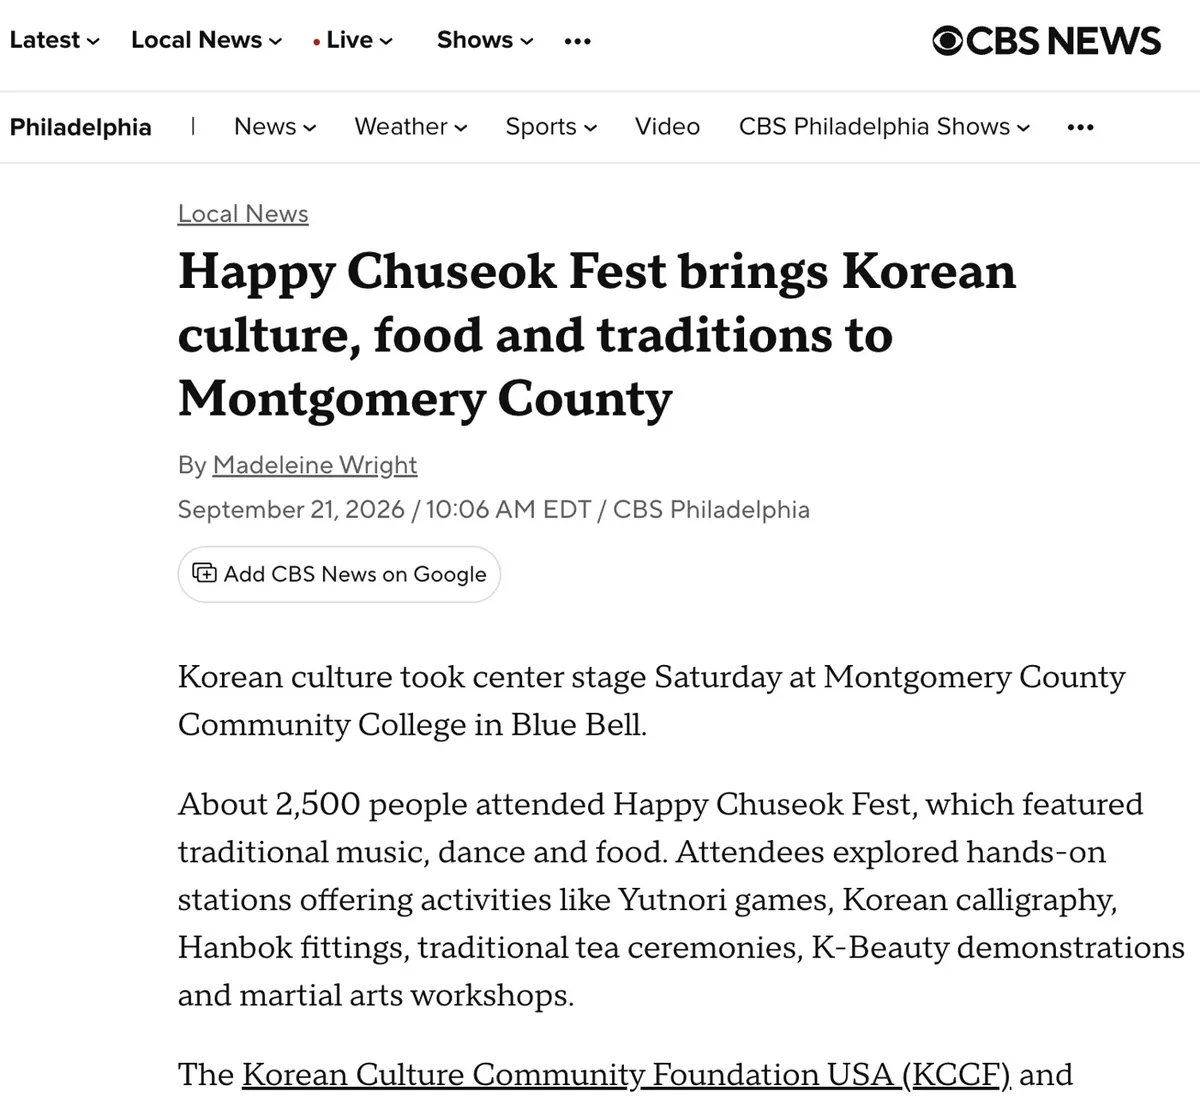 Latest Local News Live Shows ... CBS NEWS
Philadelphia | News Weather Sports Video CBS Philadelphia Shows ...
Local News
Happy Chuseok Fest brings Korean
culture, food and traditions to
Montgomery County
By Madeleine Wright
September 21, 2026 / 10:06 AM EDT / CBS Philadelphia
Add CBS News on Google
Korean culture took center stage Saturday at Montgomery County
Community College in Blue Bell.
About 2,500 people attended Happy Chuseok Fest, which featured
traditional music, dance and food. Attendees explored hands-on
stations offering activities like Yutnori games, Korean calligraphy,
Hanbok fittings, traditional tea ceremonies, K-Beauty demonstrations
and martial arts workshops.
The Korean Culture Community Foundation USA (KCCF) and